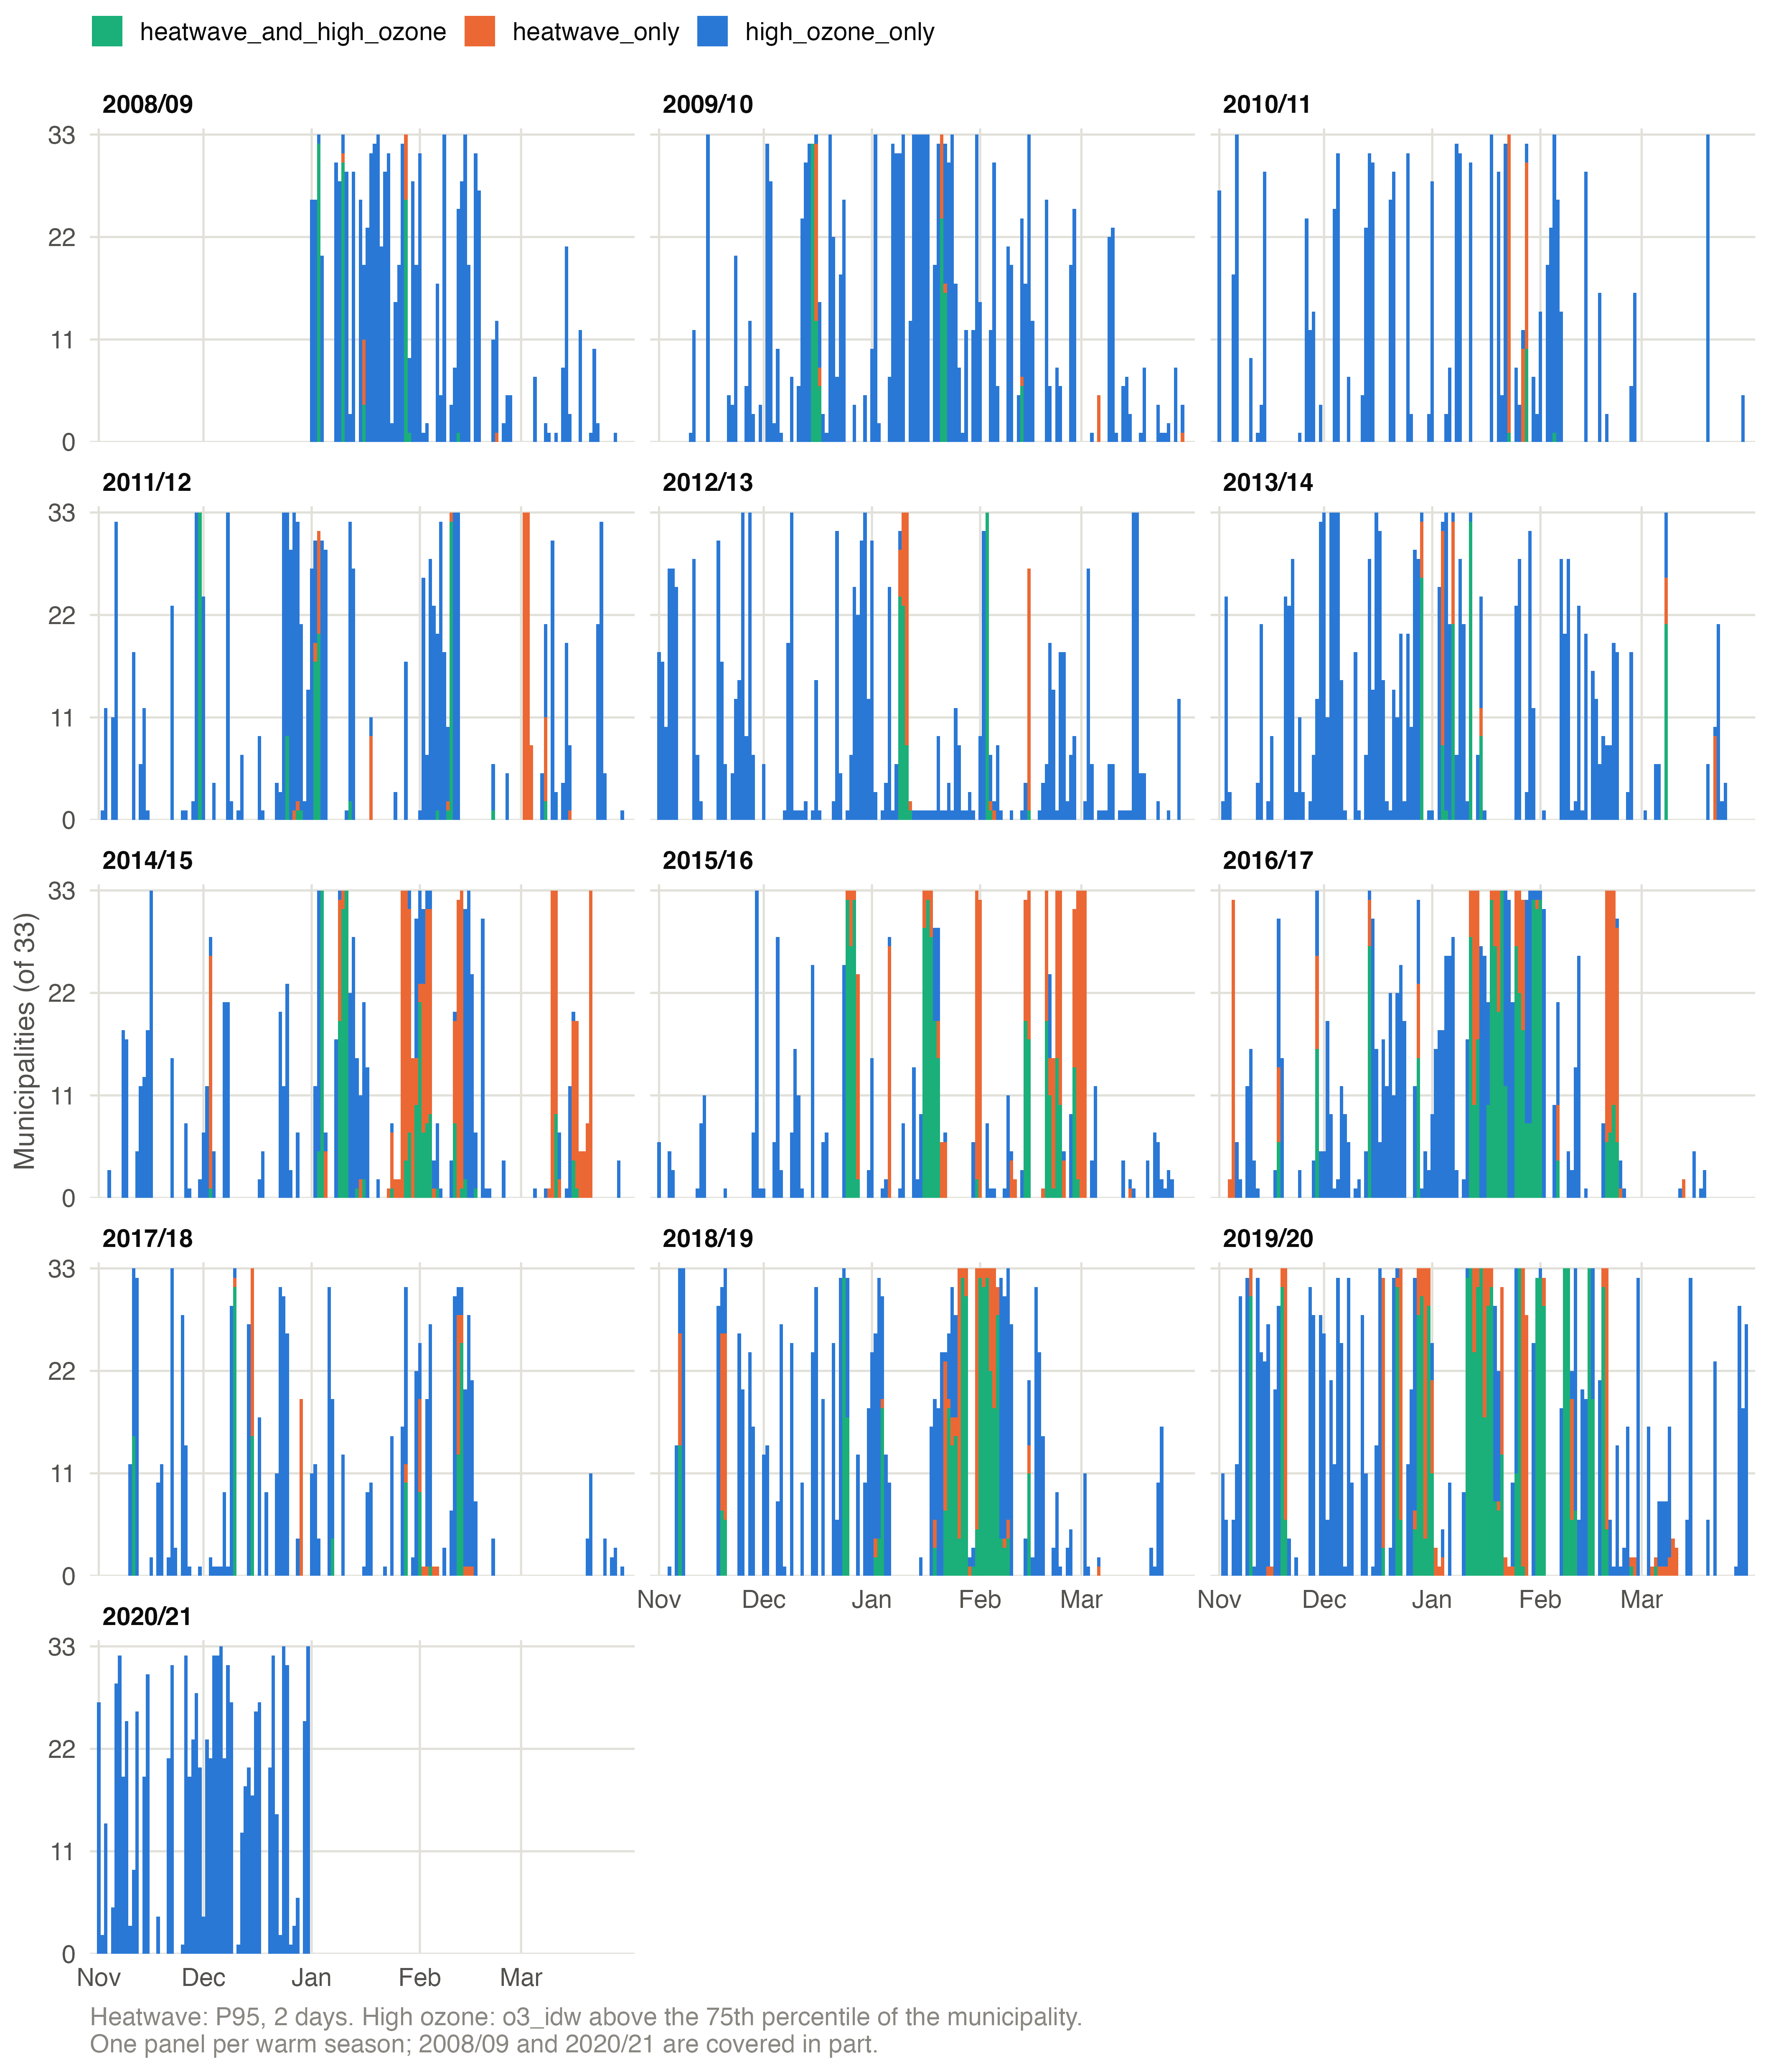 heatwave_and_high_ozone heatwave_only high_ozone_only
2008/09 2009/10 2010/11
33
22
11
0
2011/12 2012/13 2013/14
33
22
11
0
2014/15 2015/16 2016/17
33
22
11
0
Municipalities (of 33)
2017/18 2018/19 2019/20
33
22
11
0
Nov Dec Jan Feb Mar Nov Dec Jan Feb Mar
2020/21
33
22
11
0
Nov Dec Jan Feb Mar
Heatwave: P95, 2 days. High ozone: o3_idw above the 75th percentile of the municipality.
One panel per warm season; 2008/09 and 2020/21 are covered in part.